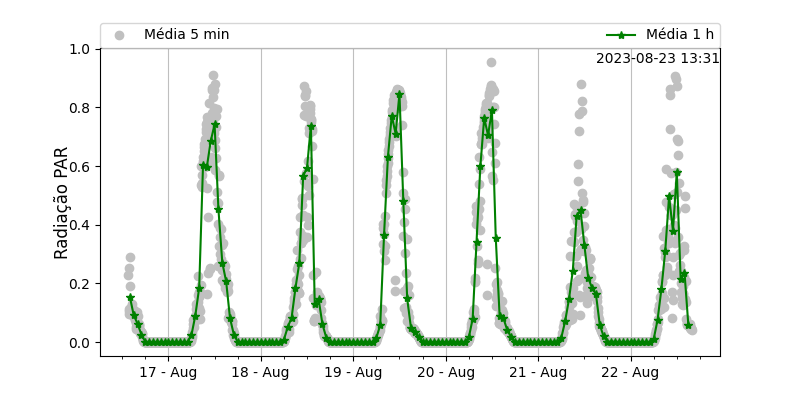 Média 5 min
Média 1 h
2023-08-23 13:31
1.0
0.8
0.6
0.4
0.2
0.0
Radiação PAR
17 - Aug
18 - Aug
19 - Aug
20 - Aug
21 - Aug
22 - Aug